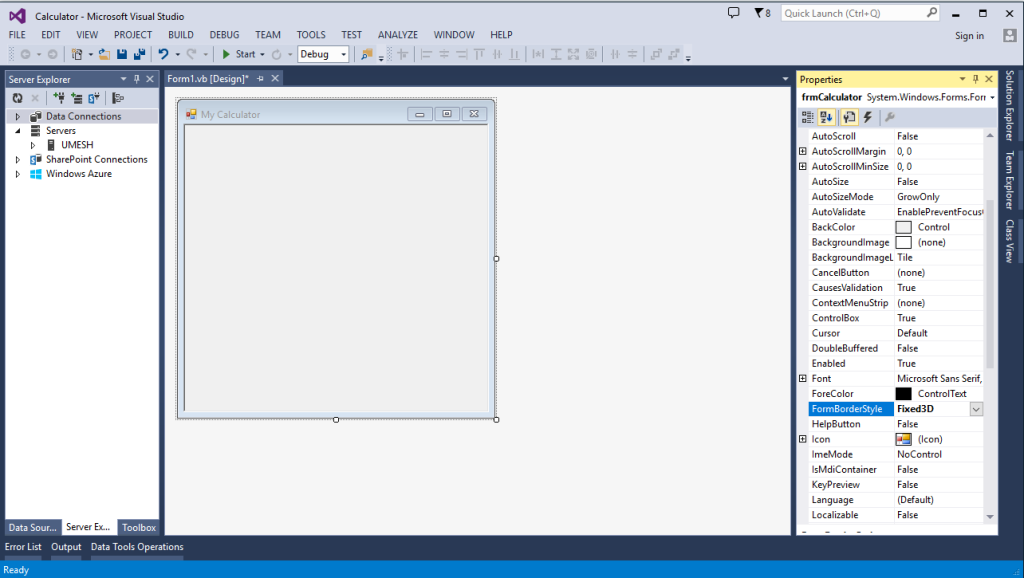 Calculator - Microsoft Visual Studio
8
Quick Launch (Ctrl+Q)
FILE EDIT VIEW PROJECT BUILD DEBUG TEAM TOOLS TEST ANALYZE WINDOW HELP
Sign in
Start
Debug
Server Explorer
Data Connections
Servers
UMESH
SharePoint Connections
Windows Azure
Data Sour... Server Ex... Toolbox
Form1.vb [Design]*
My Calculator
Properties
frmCalculator System.Windows.Forms.Forr
AutoScroll False
AutoScrollMargin 0, 0
AutoScrollMinSize 0, 0
AutoSize False
AutoSizeMode GrowOnly
AutoValidate EnablePreventFocus
BackColor Control
BackgroundImage (none)
BackgroundImageL Tile
CancelButton (none)
CausesValidation True
ContextMenuStrip (none)
ControlBox True
Cursor Default
DoubleBuffered False
Enabled True
Font Microsoft Sans Serif,
ForeColor ControlText
FormBorderStyle Fixed3D
HelpButton False
Icon (Icon)
ImeMode NoControl
IsMdiContainer False
KeyPreview False
Language (Default)
Localizable False
Solution Explorer
Team Explorer
Class View
Error List Output Data Tools Operations
Ready